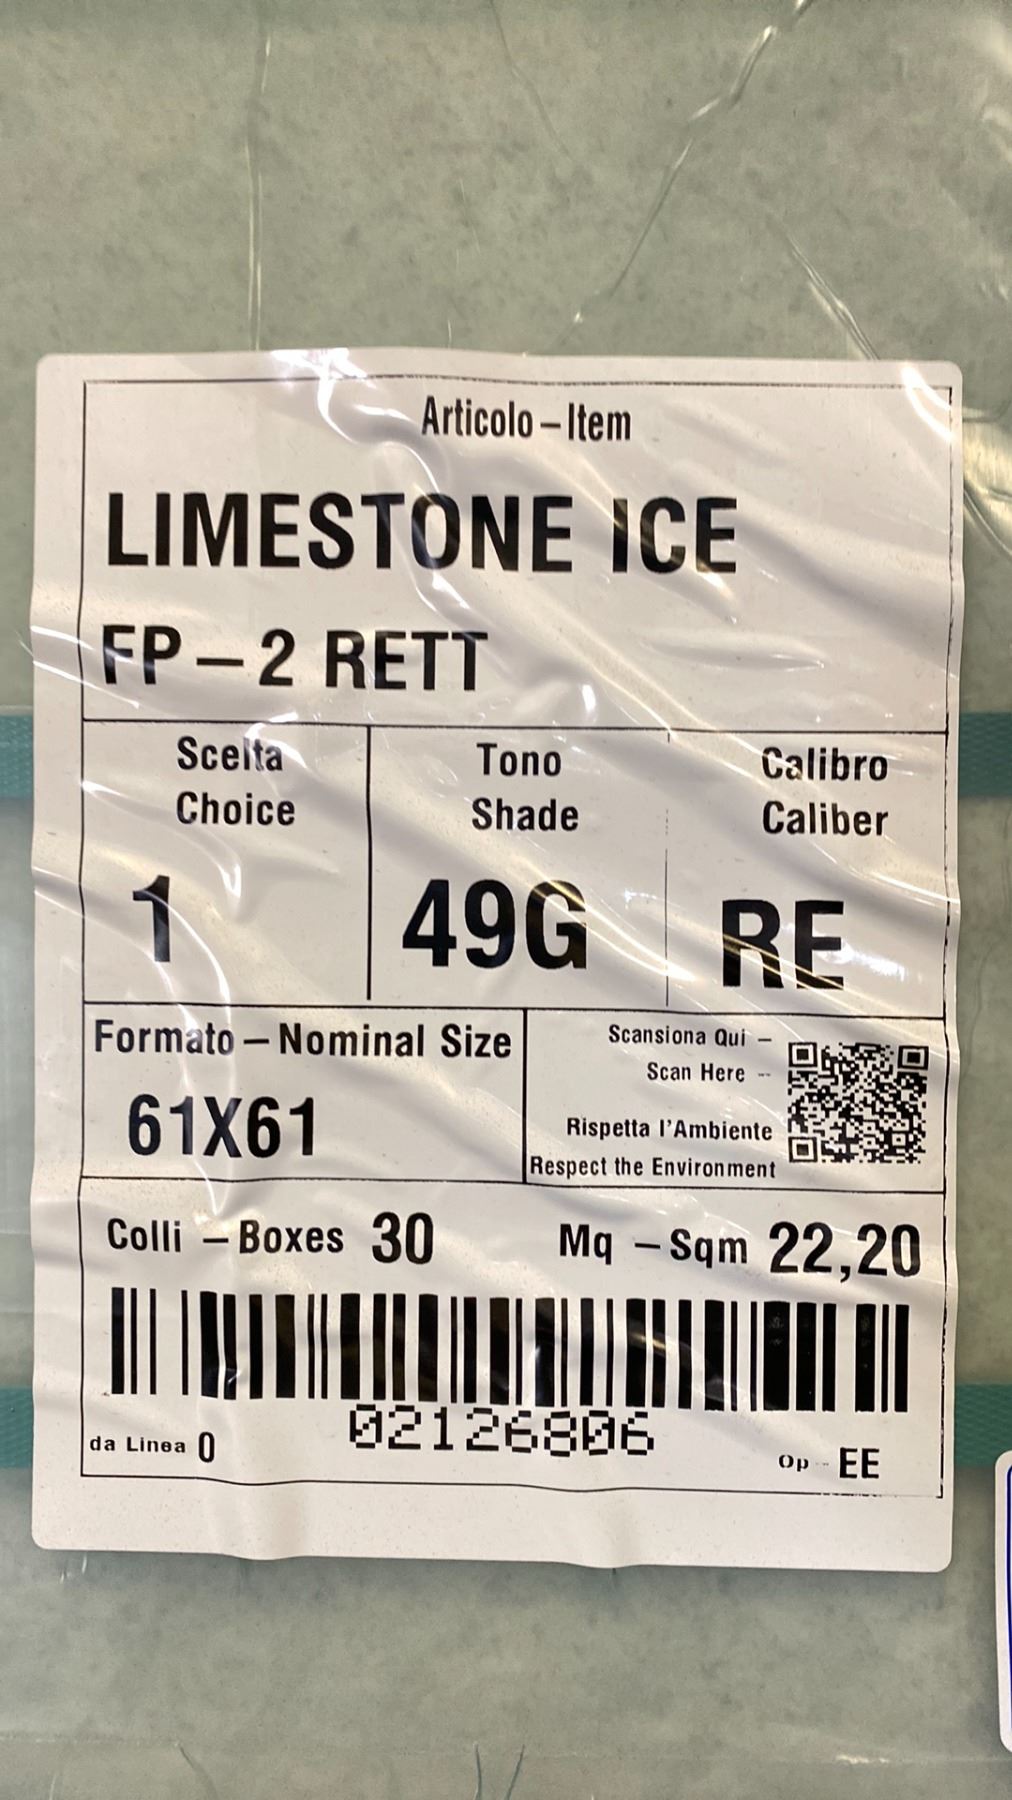 Articolo – Item
LIMESTONE ICE
FP – 2 RETT
Scelta
Choice
1
Tono
Shade
49G
Calibro
Caliber
RE
Formato – Nominal Size
61X61
Scansiona Qui –
Scan Here –
Rispetta l'Ambiente
Respect the Environment
Colli – Boxes 30
Mq – Sqm 22,20
02126806
da Linea 0
Op – EE